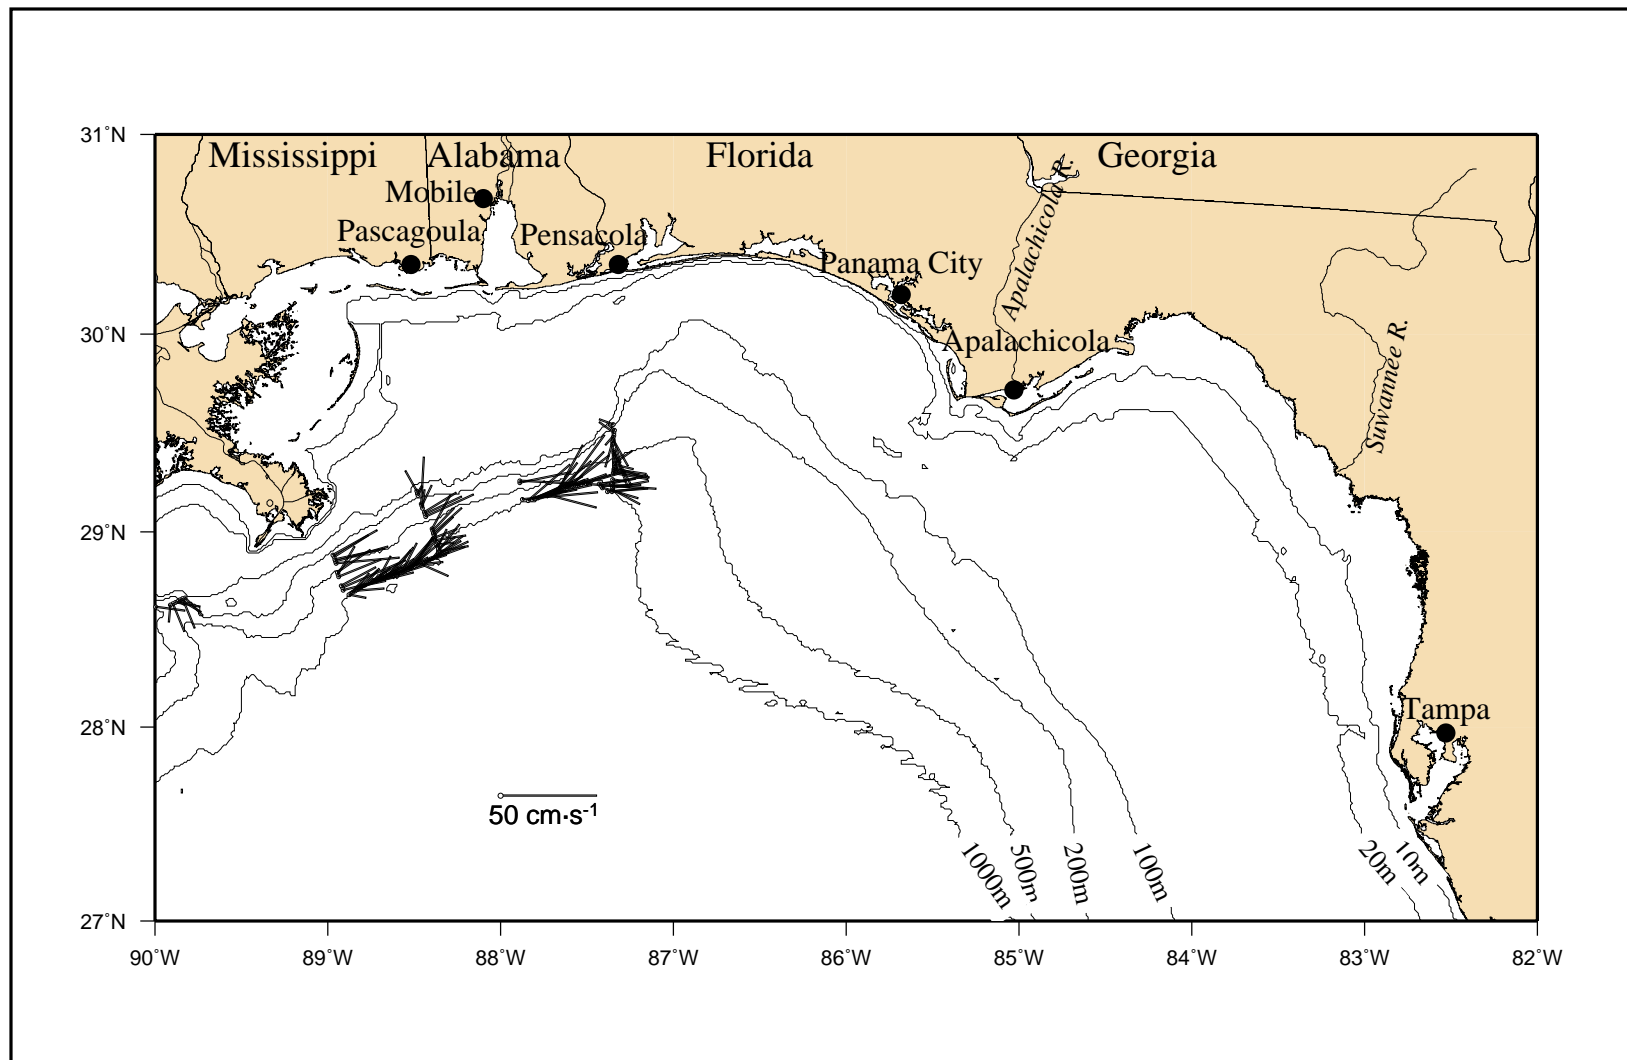 31°N
Mississippi Alabama Florida Georgia
Mobile
Apalachicola R.
Pascagoula Pensacola
Panama City
30°N
Apalachicola
Suwannee R.
29°N
28°N
Tampa
50 cm·s-1
1000m 500m 200m 100m 20m 10m
27°N
90°W 89°W 88°W 87°W 86°W 85°W 84°W 83°W 82°W